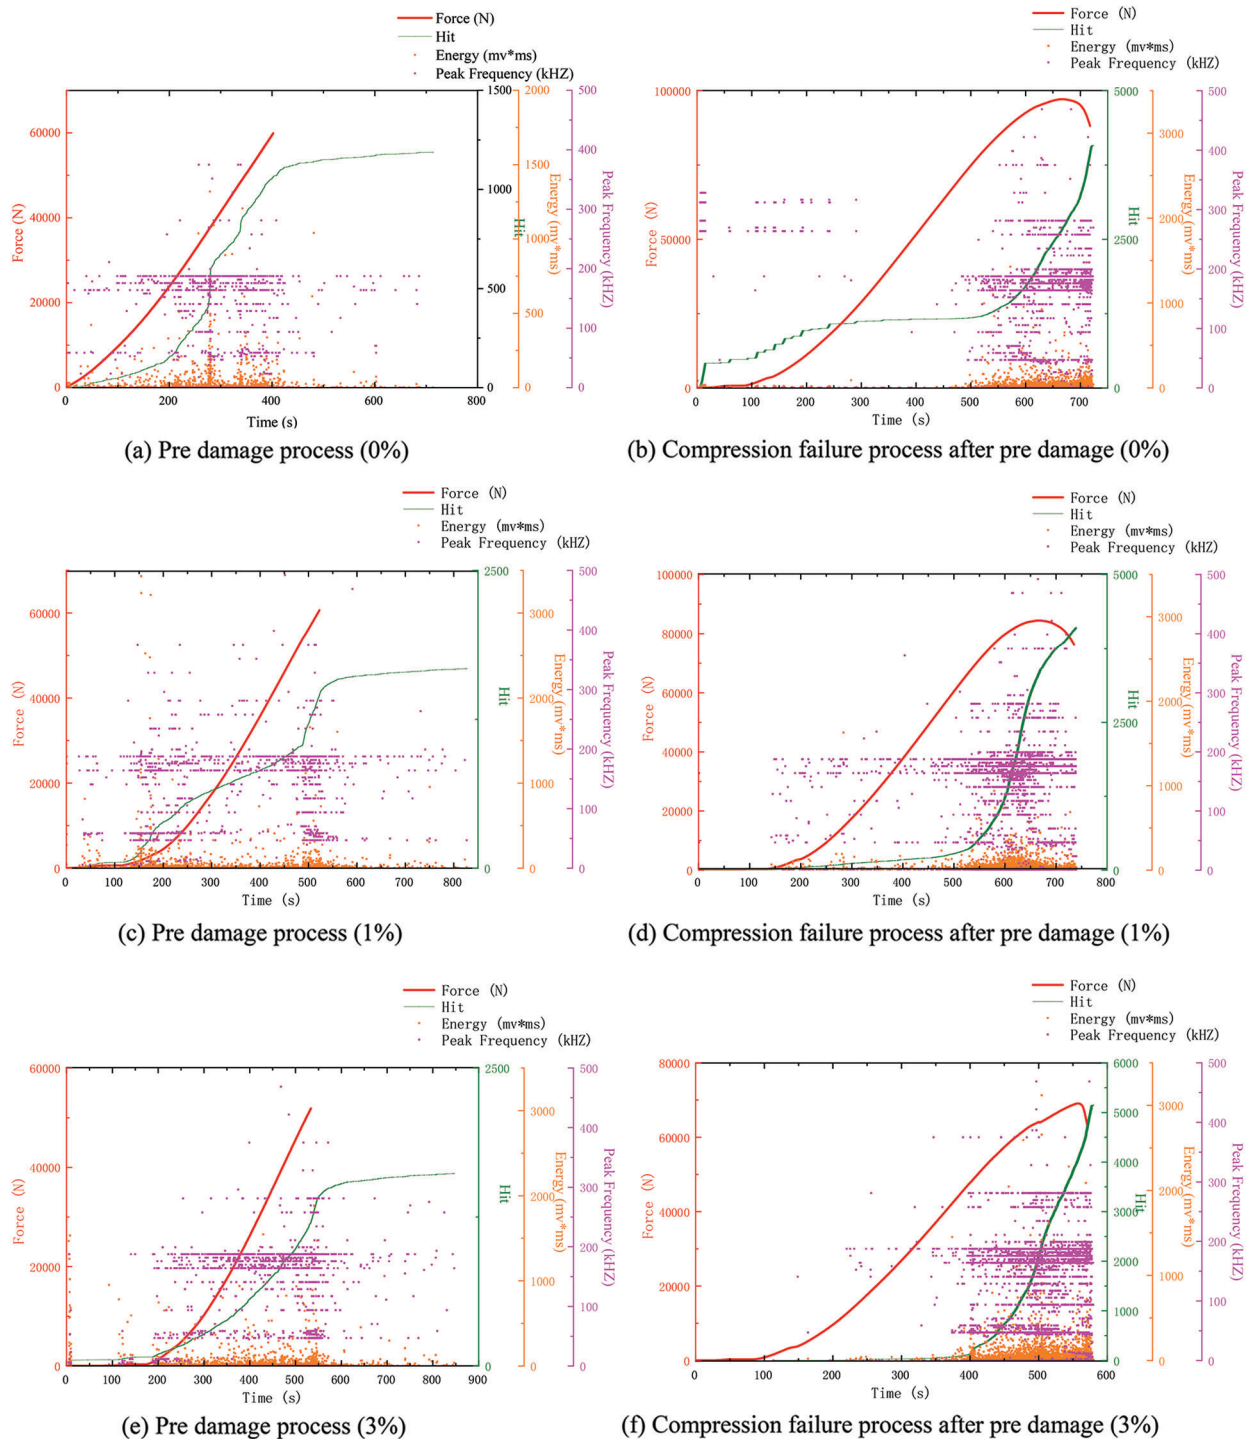 Force (N)
Hit
Energy (mv*ms)
Peak Frequency (kHZ)
Force (N)
60000
40000
20000
0
0 200 400 600 800
Time (s)
1500
1000
500
0
Hit
2000
1500
1000
500
0
Energy (mv*ms)
500
400
300
200
100
0
Peak Frequency (kHZ)
(a) Pre damage process (0%)
Force (N)
Hit
Energy (mv*ms)
Peak Frequency (kHZ)
Force (N)
100000
50000
0
0 100 200 300 400 500 600 700
Time (s)
5000
2500
0
Hit
3000
2000
1000
0
Energy (mv*ms)
500
400
300
200
100
0
Peak Frequency (kHZ)
(b) Compression failure process after pre damage (0%)
Force (N)
Hit
Energy (mv*ms)
Peak Frequency (kHZ)
Force (N)
60000
40000
20000
0
0 100 200 300 400 500 600 700 800
Time (s)
2500
0
Hit
3000
2000
1000
0
Energy (mv*ms)
500
400
300
200
100
0
Peak Frequency (kHZ)
(c) Pre damage process (1%)
Force (N)
Hit
Energy (mv*ms)
Peak Frequency (kHZ)
Force (N)
100000
80000
60000
40000
20000
0
0 100 200 300 400 500 600 700 800
Time (s)
5000
2500
0
Hit
3000
2000
1000
0
Energy (mv*ms)
500
400
300
200
100
0
Peak Frequency (kHZ)
(d) Compression failure process after pre damage (1%)
Force (N)
Hit
Energy (mv*ms)
Peak Frequency (kHZ)
Force (N)
60000
40000
20000
0
0 100 200 300 400 500 600 700 800 900
Time (s)
2500
0
Hit
3000
2000
1000
0
Energy (mv*ms)
500
400
300
200
100
0
Peak Frequency (kHZ)
(e) Pre damage process (3%)
Force (N)
Hit
Energy (mv*ms)
Peak Frequency (kHZ)
Force (N)
80000
60000
40000
20000
0
0 100 200 300 400 500 600
Time (s)
6000
5000
4000
3000
2000
1000
0
Hit
3000
2000
1000
0
Energy (mv*ms)
500
400
300
200
100
0
Peak Frequency (kHZ)
(f) Compression failure process after pre damage (3%)